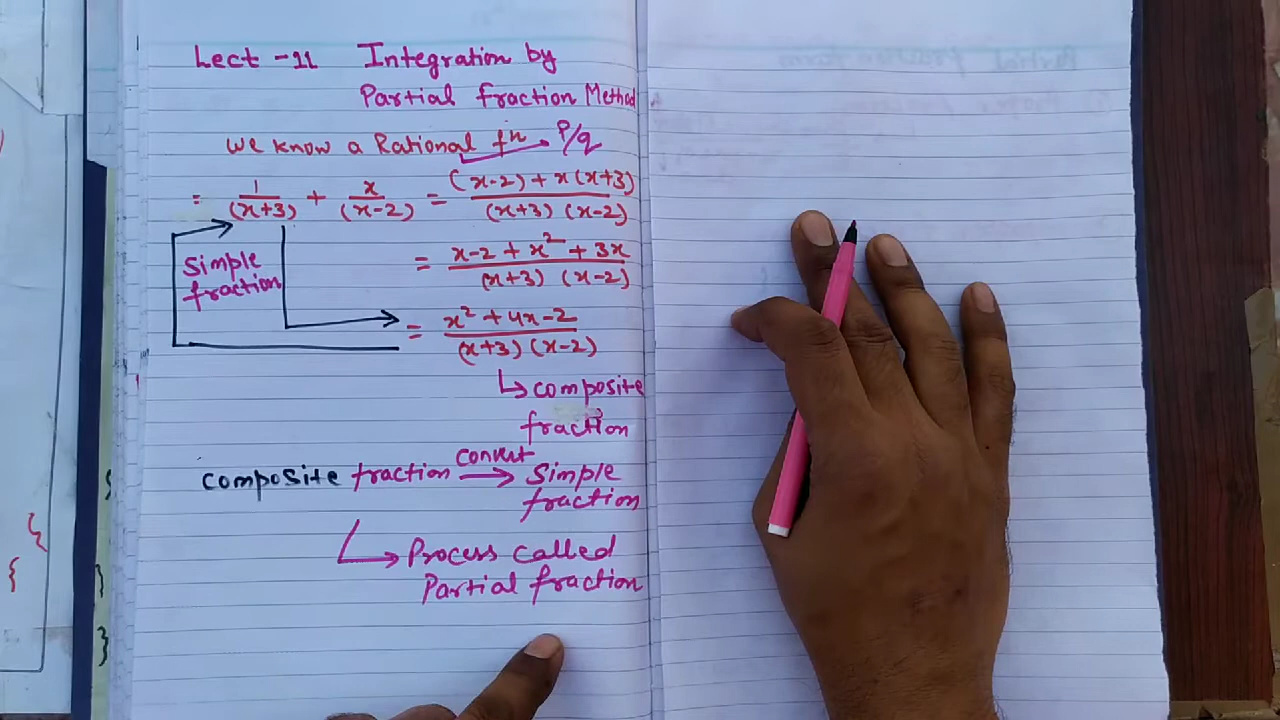 Lect -11 Integration by
Partial fraction Method
We know a Rational fn P/q
= 1/(x+3) + x/(x-2) = (x-2)+x(x+3)/(x+3)(x-2)
= x-2+x²+3x/(x+3)(x-2)
Simple
fraction
= x²+4x-2/(x+3)(x-2)
composite
fraction
composite fraction convert → Simple
fraction
Process called
Partial fraction